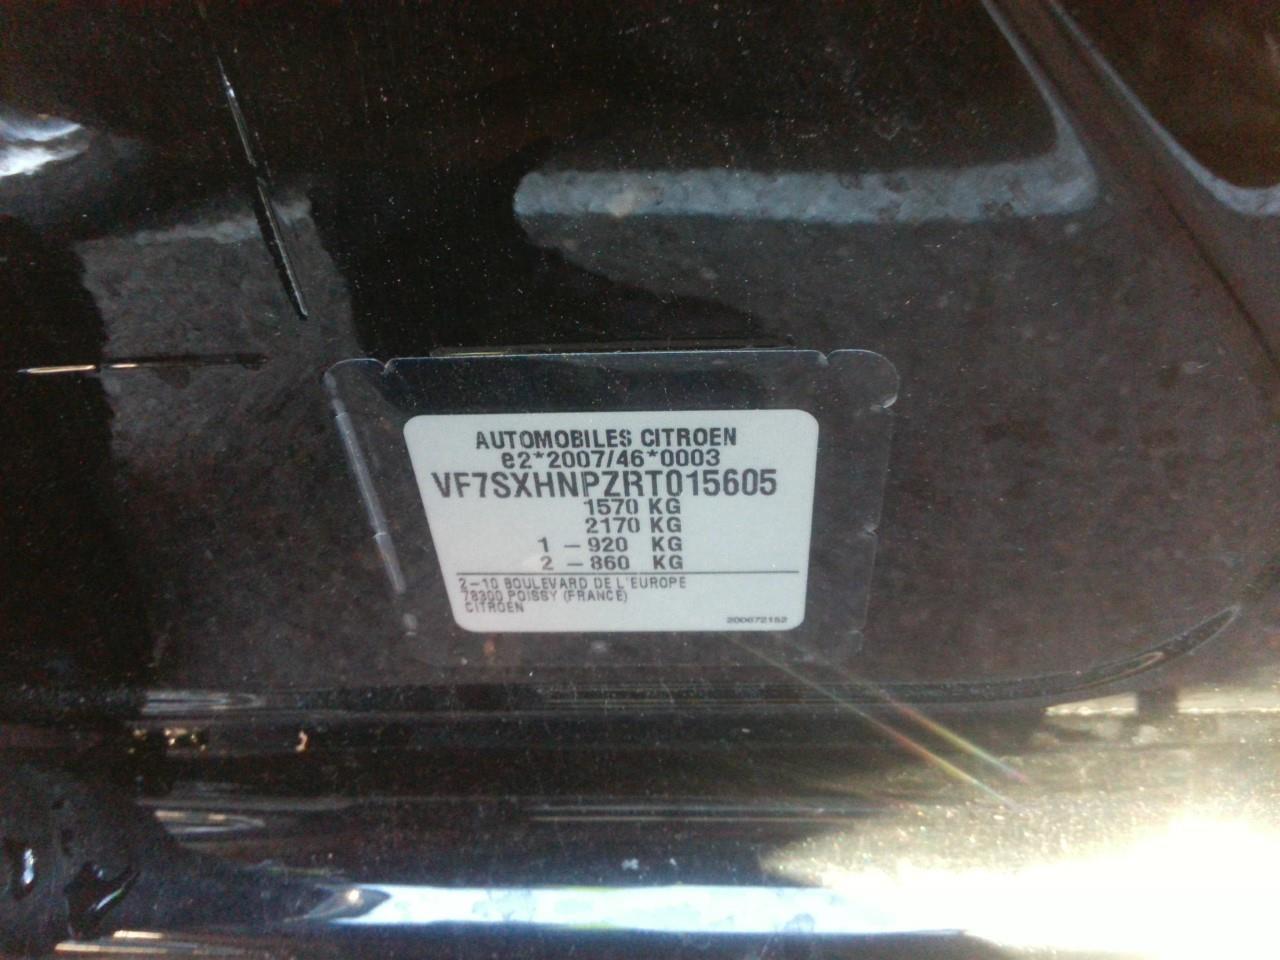 AUTOMOBILES CITROEN
e2*2007/46*0003
VF7SXHNPZRT015605
1570 KG
2170 KG
1 – 920 KG
2 – 860 KG
2–10 BOULEVARD DE L'EUROPE
78300 POISSY (FRANCE)
CITROEN
200672152